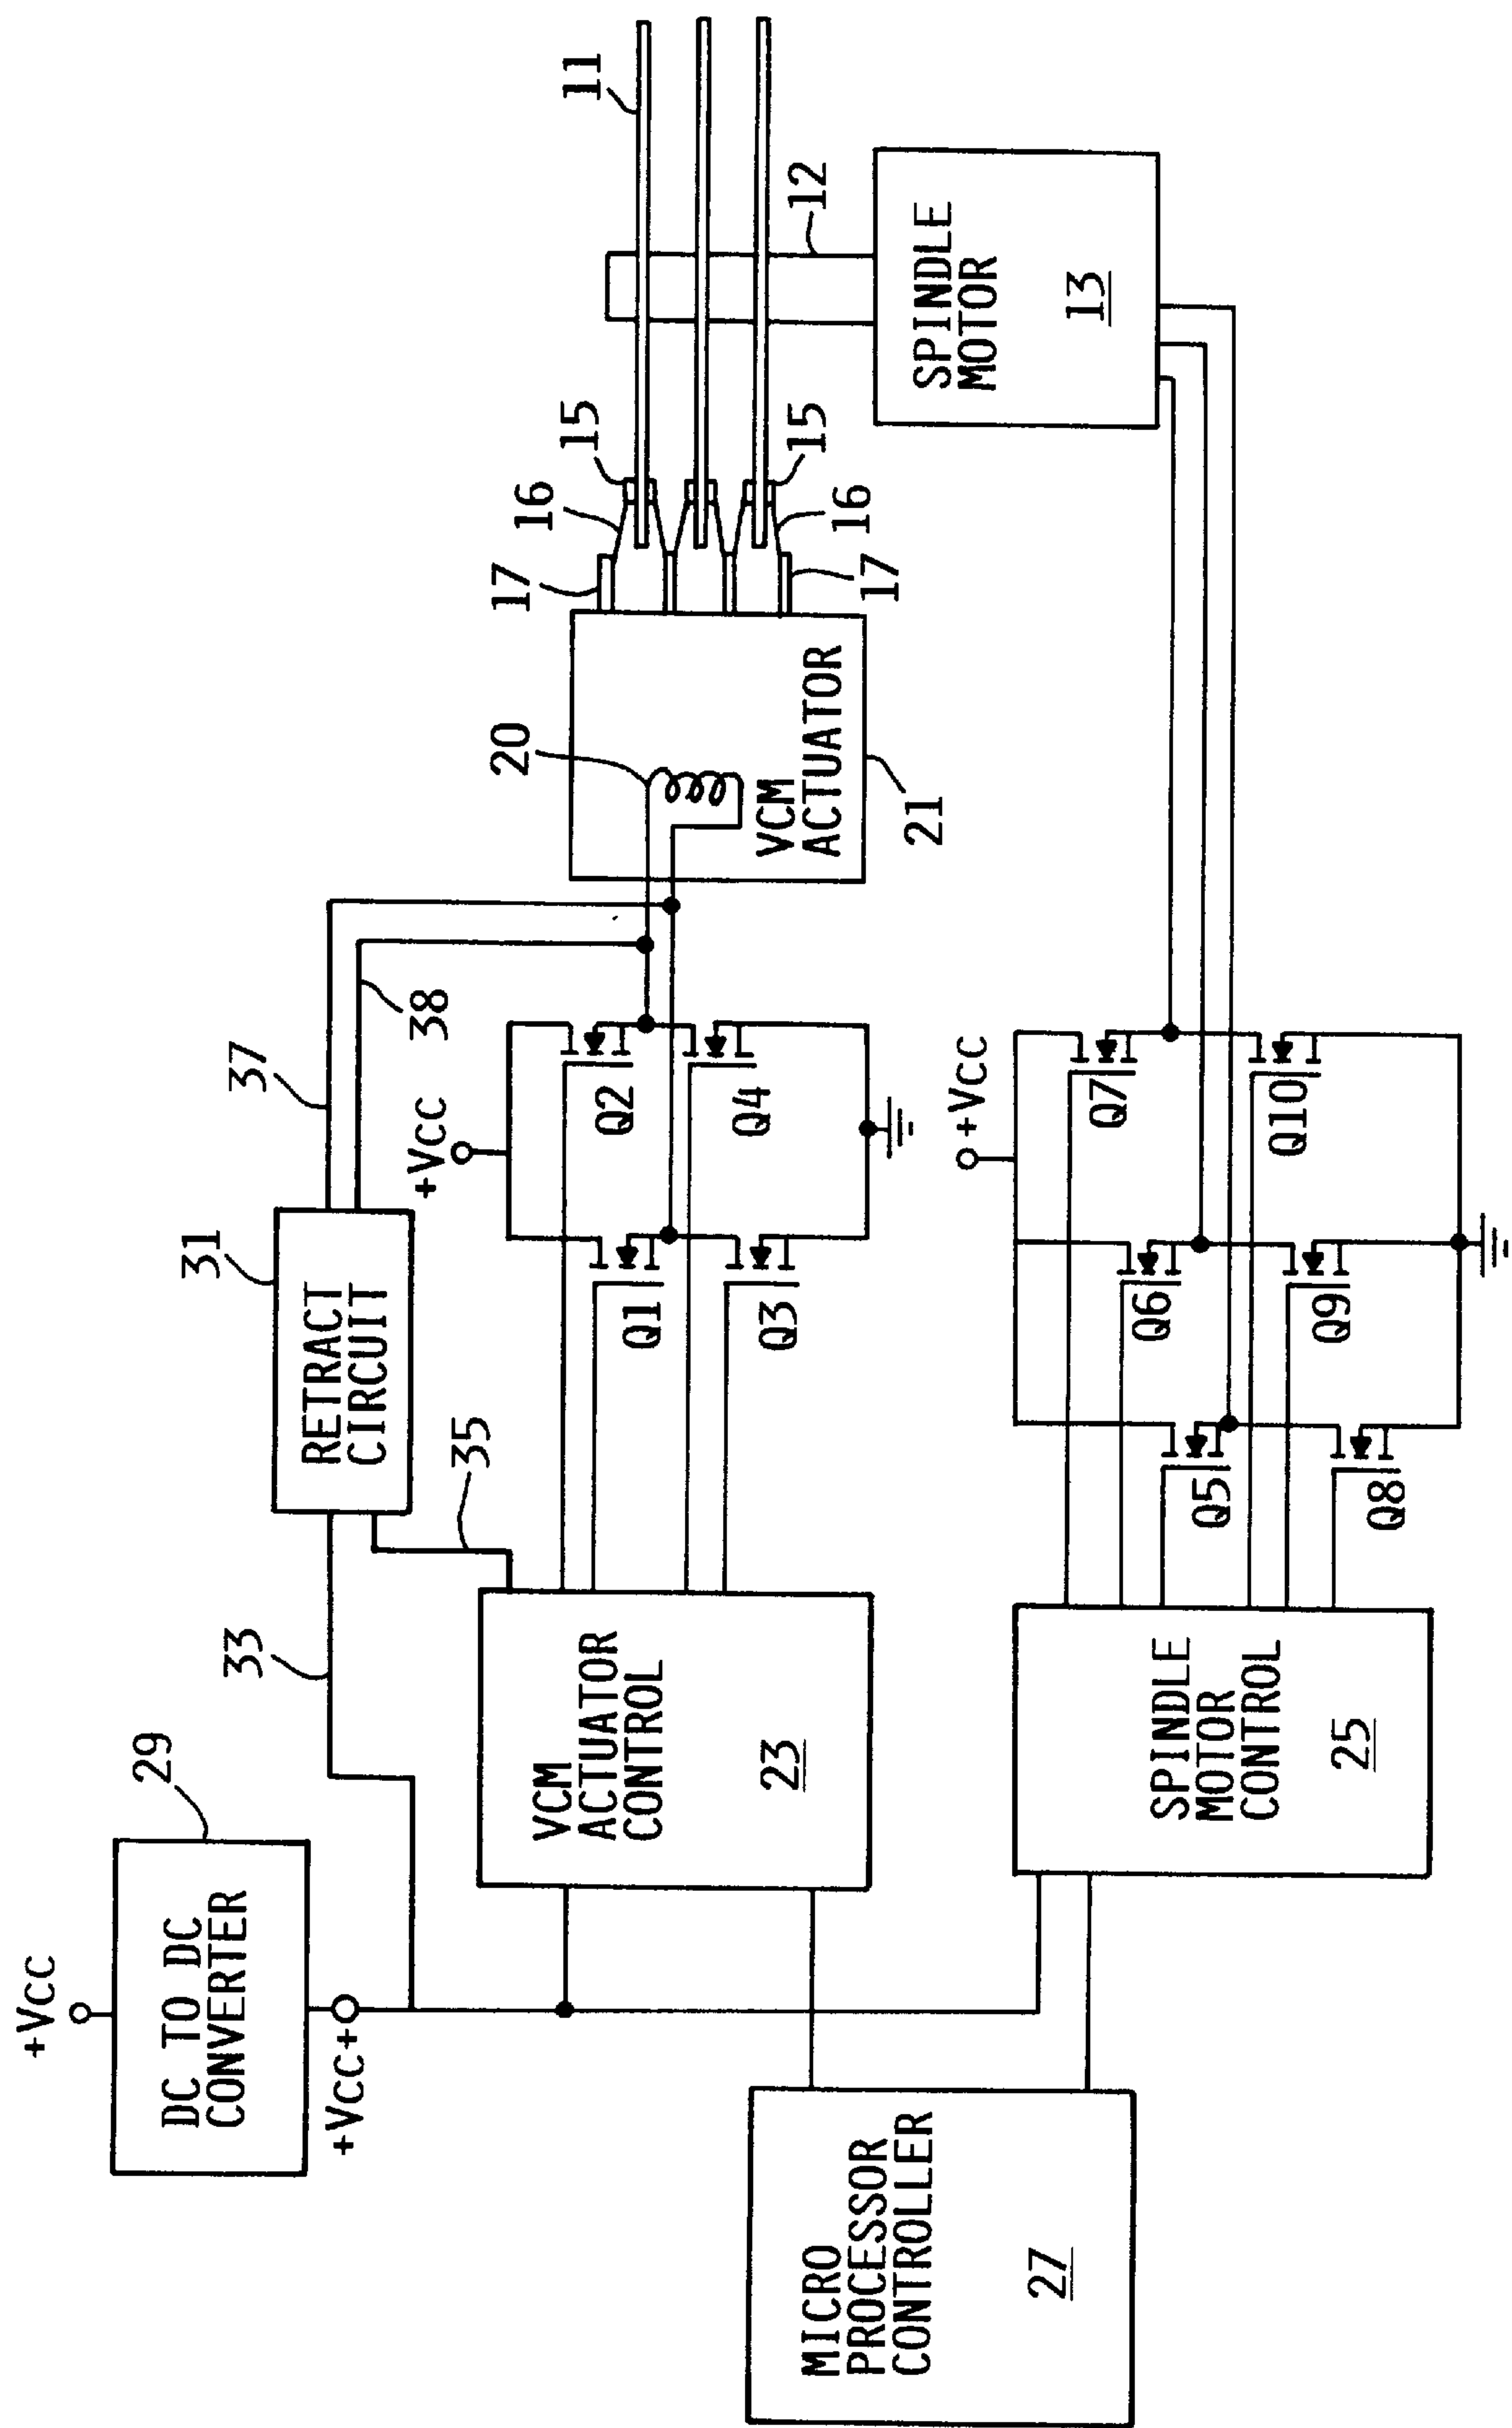 +VCC
DC TO DC
CONVERTER
29
+VCC+
33
RETRACT
CIRCUIT
31
35
37
38
VCM
ACTUATOR
CONTROL
23
+VCC
Q1
Q2
Q3
Q4
20
VCM
ACTUATOR
21
17
16
15
11
17
16
15
12
SPINDLE
MOTOR
13
MICRO
PROCESSOR
CONTROLLER
27
SPINDLE
MOTOR
CONTROL
25
+VCC
Q5
Q6
Q7
Q8
Q9
Q10